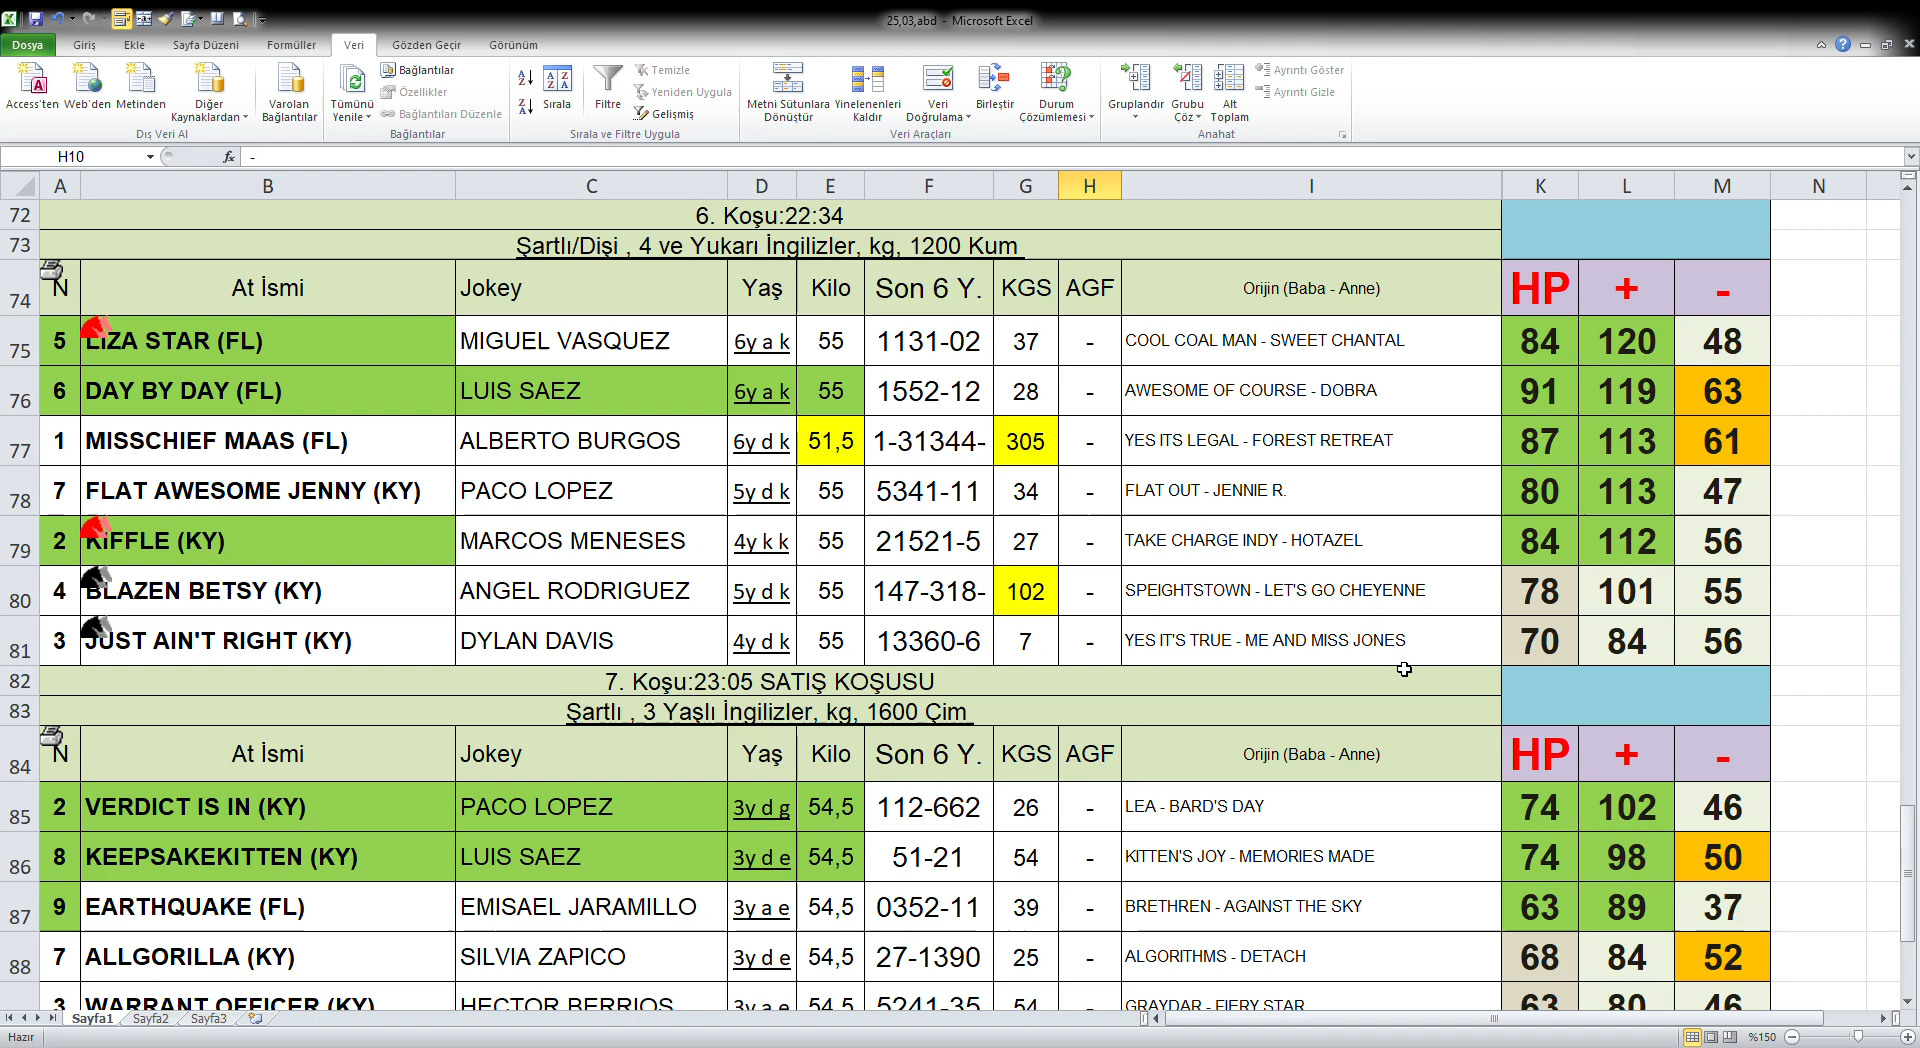 25,03,abd - Microsoft Excel
Dosya Giriş Ekle Sayfa Düzeni Formüller Veri Gözden Geçir Görünüm
Access'ten Web'den Metinden Diğer Kaynaklardan
Varolan Bağlantılar
Dış Veri Al
Tümünü Yenile
Bağlantılar
Özellikler
Bağlantıları Düzenle
Bağlantılar
Sırala
Filtre
Temizle
Yeniden Uygula
Gelişmiş
Sırala ve Filtre Uygula
Metni Sütunlara Dönüştür
Yinelenenleri Kaldır
Veri Doğrulama
Birleştir
Durum Çözümlemesi
Veri Araçları
Gruplandır
Grubu Çöz
Alt Toplam
Ayrıntı Göster
Ayrıntı Gizle
Anahat
H10 fx -
A B C D E F G H I K L M N
72 6. Koşu:22:34
73 Şartlı/Dişi , 4 ve Yukarı İngilizler, kg, 1200 Kum
74 N At İsmi Jokey Yaş Kilo Son 6 Y. KGS AGF Orijin (Baba - Anne) HP + -
75 5 LIZA STAR (FL) MIGUEL VASQUEZ 6y a k 55 1131-02 37 - COOL COAL MAN - SWEET CHANTAL 84 120 48
76 6 DAY BY DAY (FL) LUIS SAEZ 6y a k 55 1552-12 28 - AWESOME OF COURSE - DOBRA 91 119 63
77 1 MISSCHIEF MAAS (FL) ALBERTO BURGOS 6y d k 51,5 1-31344- 305 - YES ITS LEGAL - FOREST RETREAT 87 113 61
78 7 FLAT AWESOME JENNY (KY) PACO LOPEZ 5y d k 55 5341-11 34 - FLAT OUT - JENNIE R. 80 113 47
79 2 KIFFLE (KY) MARCOS MENESES 4y k k 55 21521-5 27 - TAKE CHARGE INDY - HOTAZEL 84 112 56
80 4 BLAZEN BETSY (KY) ANGEL RODRIGUEZ 5y d k 55 147-318- 102 - SPEIGHTSTOWN - LET'S GO CHEYENNE 78 101 55
81 3 JUST AIN'T RIGHT (KY) DYLAN DAVIS 4y d k 55 13360-6 7 - YES IT'S TRUE - ME AND MISS JONES 70 84 56
82 7. Koşu:23:05 SATIŞ KOŞUSU
83 Şartlı , 3 Yaşlı İngilizler, kg, 1600 Çim
84 N At İsmi Jokey Yaş Kilo Son 6 Y. KGS AGF Orijin (Baba - Anne) HP + -
85 2 VERDICT IS IN (KY) PACO LOPEZ 3y d g 54,5 112-662 26 - LEA - BARD'S DAY 74 102 46
86 8 KEEPSAKEKITTEN (KY) LUIS SAEZ 3y d e 54,5 51-21 54 - KITTEN'S JOY - MEMORIES MADE 74 98 50
87 9 EARTHQUAKE (FL) EMISAEL JARAMILLO 3y a e 54,5 0352-11 39 - BRETHREN - AGAINST THE SKY 63 89 37
88 7 ALLGORILLA (KY) SILVIA ZAPICO 3y d e 54,5 27-1390 25 - ALGORITHMS - DETACH 68 84 52
3 WARRANT OFFICER (KY) HECTOR BERRIOS 3y a e 54,5 5241-35 54 GRAYDAR - FIERY STAR 63 80 46
Sayfa1 Sayfa2 Sayfa3
Hazır %150